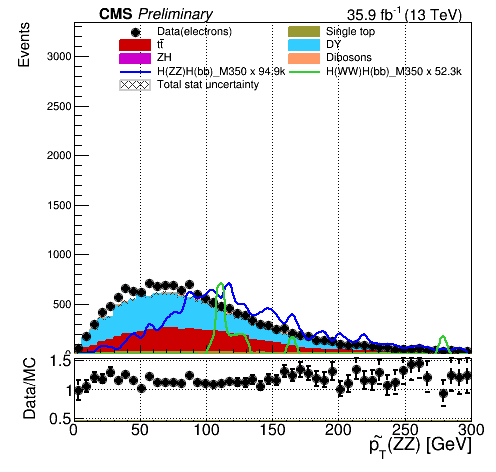 CMS Preliminary 35.9 fb⁻¹ (13 TeV)
Events
Data(electrons) Single top
tt̄ DY
ZH Dibosons
H(ZZ)H(bb)_M350 x 94.9k H(WW)H(bb)_M350 x 52.3k
Total stat uncertainty
3000
2500
2000
1500
1000
500
0
Data/MC
1.5
1.0
0.5
0 50 100 150 200 250 300
p̃_T(ZZ) [GeV]